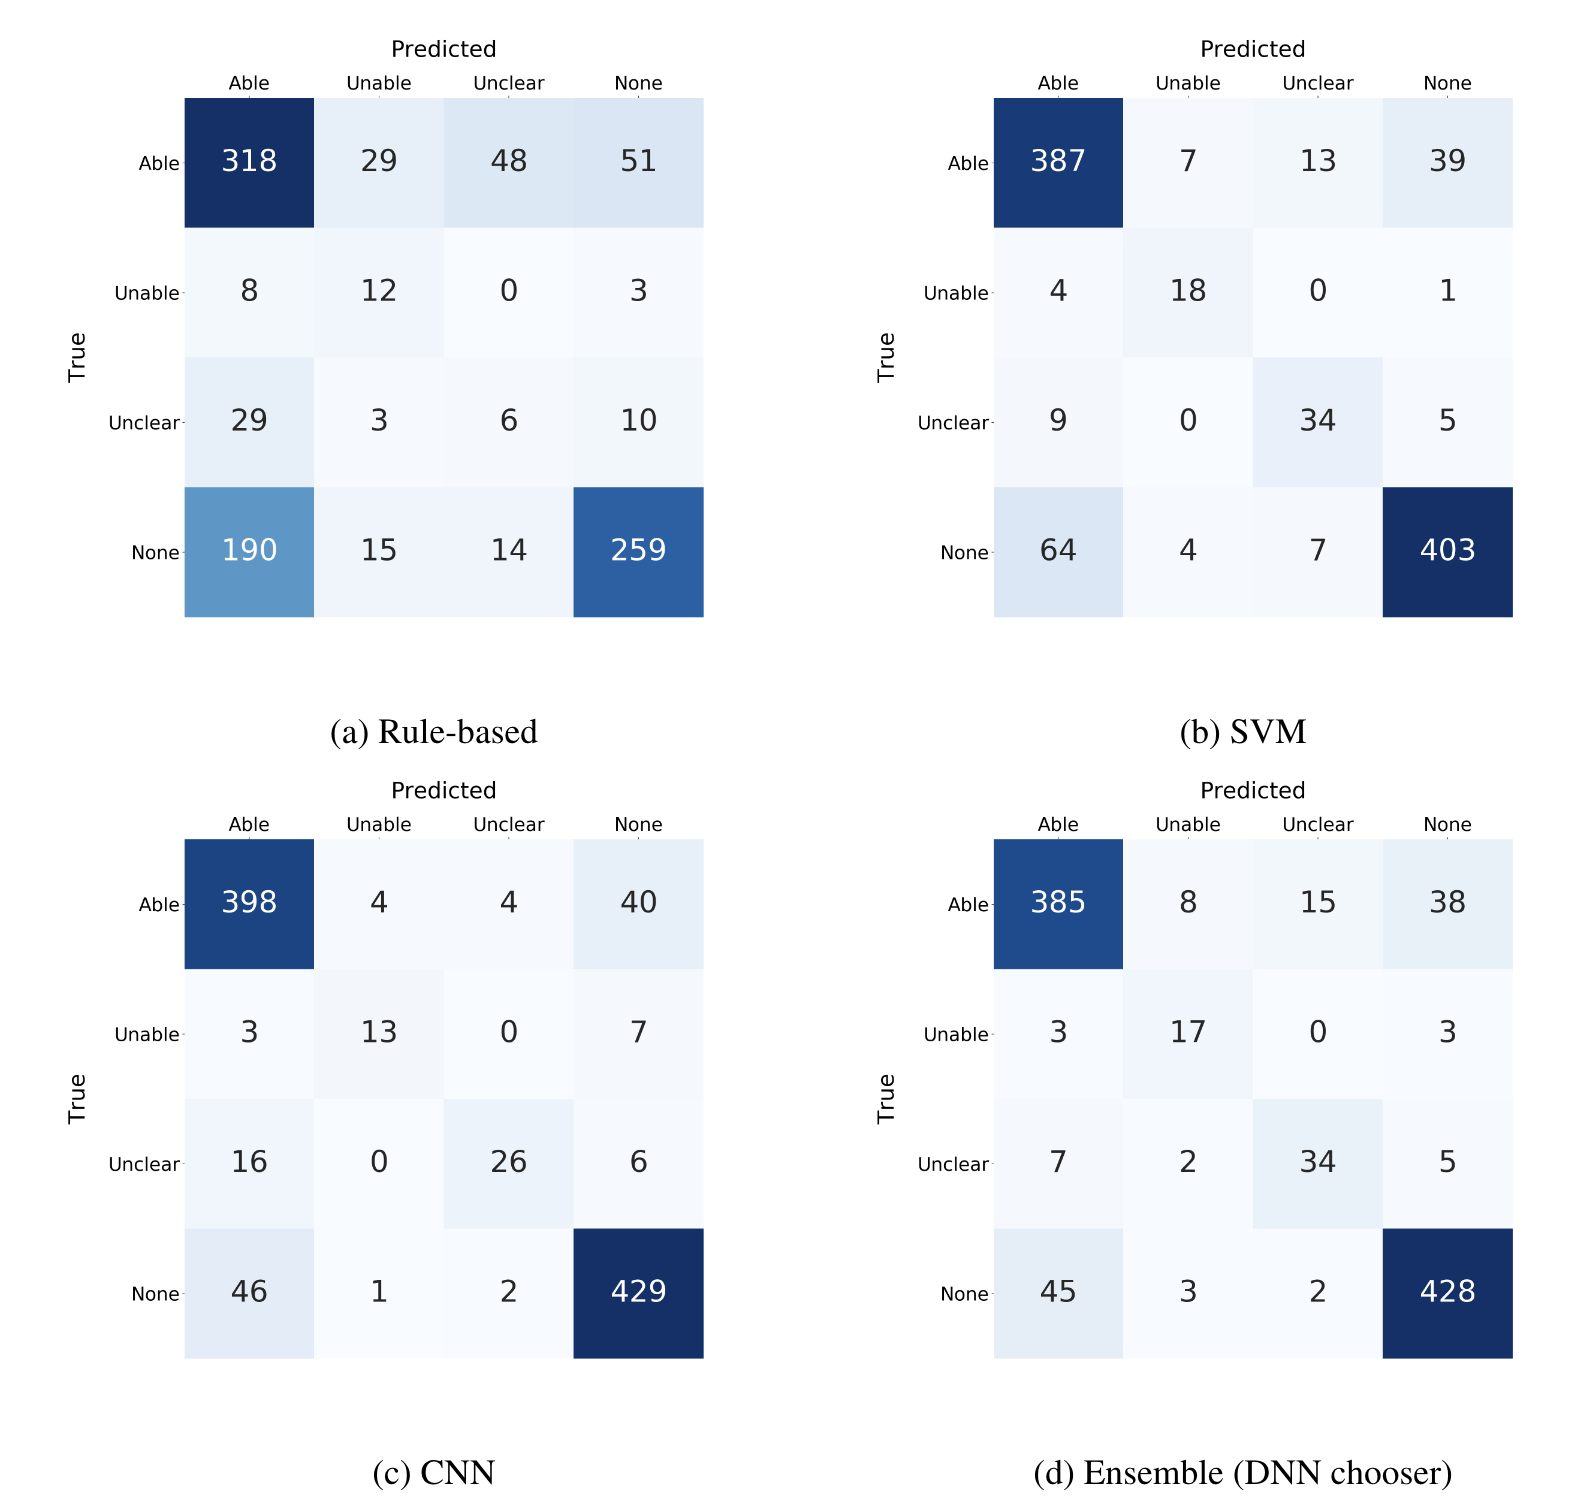 Predicted
Able Unable Unclear None
Able 318 29 48 51
Unable 8 12 0 3
True
Unclear 29 3 6 10
None 190 15 14 259
(a) Rule-based
Predicted
Able Unable Unclear None
Able 387 7 13 39
Unable 4 18 0 1
True
Unclear 9 0 34 5
None 64 4 7 403
(b) SVM
Predicted
Able Unable Unclear None
Able 398 4 4 40
Unable 3 13 0 7
True
Unclear 16 0 26 6
None 46 1 2 429
(c) CNN
Predicted
Able Unable Unclear None
Able 385 8 15 38
Unable 3 17 0 3
True
Unclear 7 2 34 5
None 45 3 2 428
(d) Ensemble (DNN chooser)